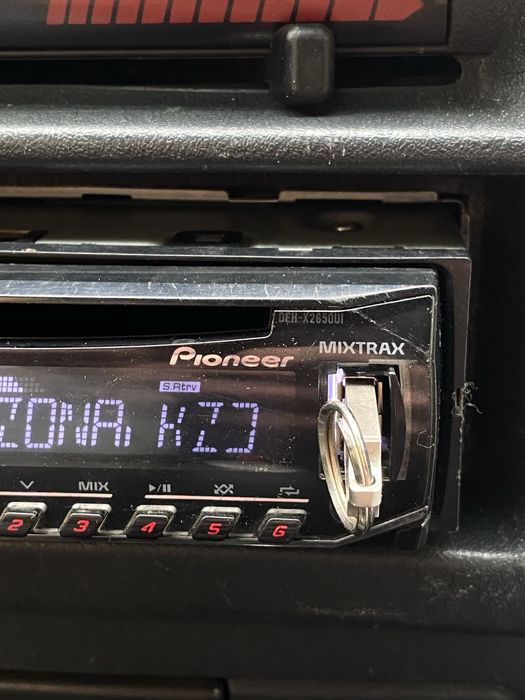 DEH-X2650UI
Pioneer
MIXTRAX
S.Rtrv
ZONA KZ
MIX
2 3 4 5 6